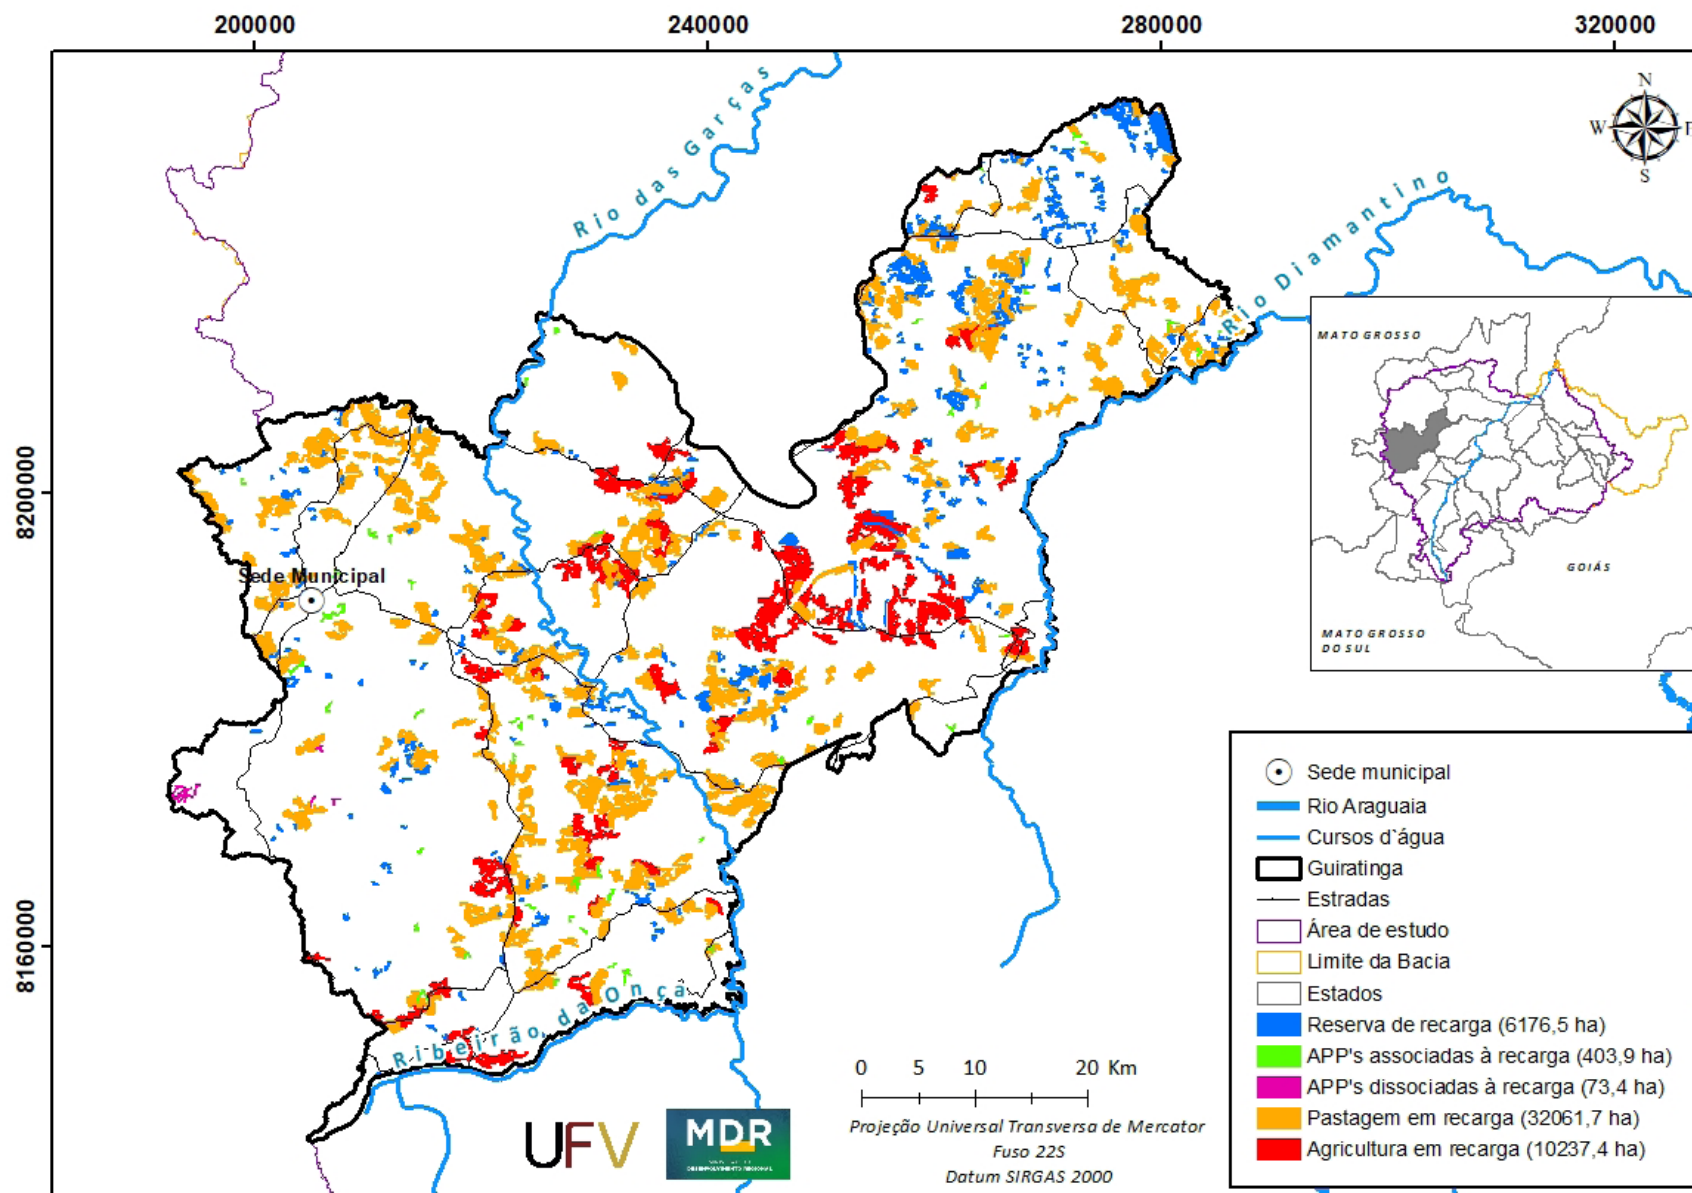 200000
240000
280000
320000
N
W
E
S
Rio das Garças
Rio Diamantino
MATO GROSSO
GOIÁS
MATO GROSSO
DO SUL
8200000
Sede Municipal
8160000
Ribeirão da Onça
Sede municipal
Rio Araguaia
Cursos d`água
Guiratinga
Estradas
Área de estudo
Limite da Bacia
Estados
Reserva de recarga (6176,5 ha)
APP's associadas à recarga (403,9 ha)
APP's dissociadas à recarga (73,4 ha)
Pastagem em recarga (32061,7 ha)
Agricultura em recarga (10237,4 ha)
0 5 10 20 Km
Projeção Universal Transversa de Mercator
Fuso 22S
Datum SIRGAS 2000
UFV
MDR
DESENVOLVIMENTO REGIONAL